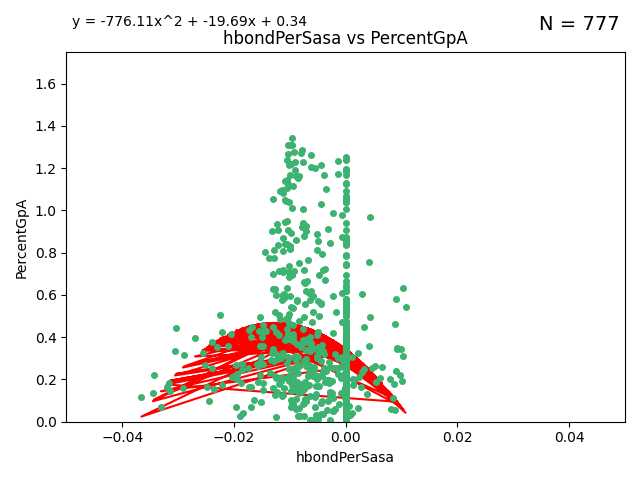 y = -776.11x^2 + -19.69x + 0.34
N = 777
hbondPerSasa vs PercentGpA
1.6
1.4
1.2
1.0
0.8
0.6
0.4
0.2
0.0
PercentGpA
−0.04
−0.02
0.00
0.02
0.04
hbondPerSasa